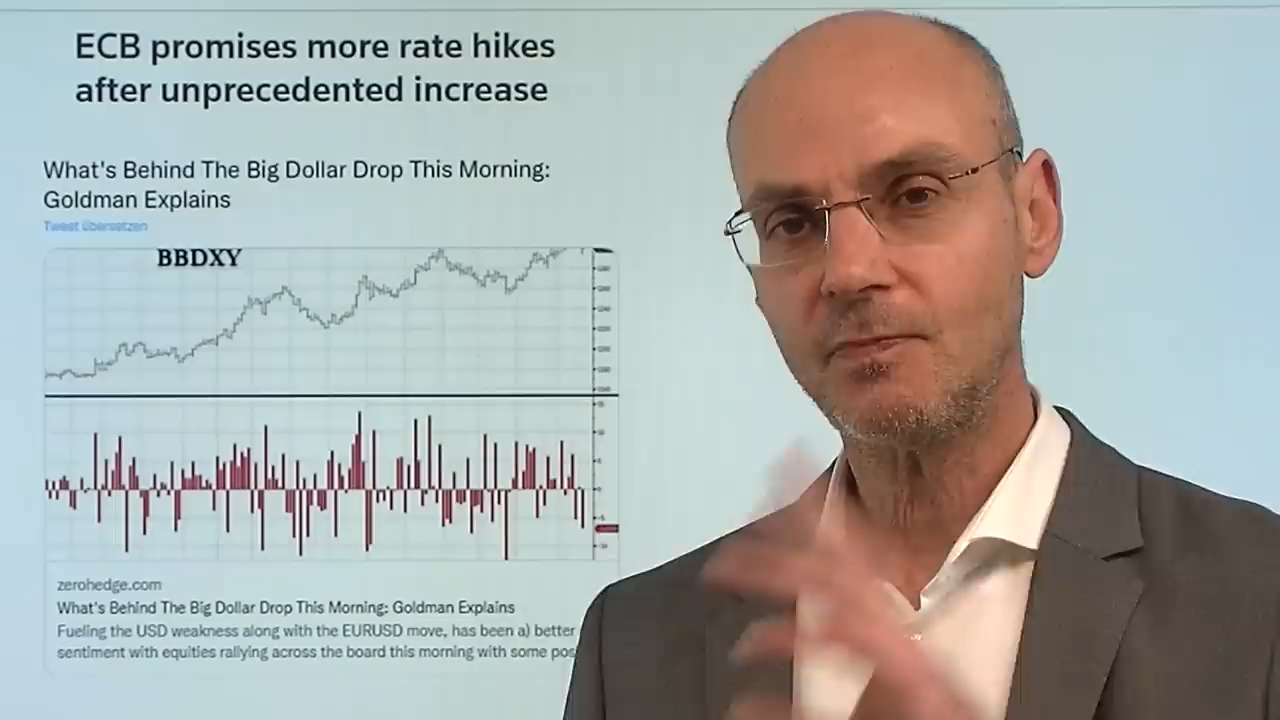 ECB promises more rate hikes
after unprecedented increase
What's Behind The Big Dollar Drop This Morning:
Goldman Explains
Tweet übersetzen
BBDXY
zerohedge.com
What's Behind The Big Dollar Drop This Morning: Goldman Explains
Fueling the USD weakness along with the EURUSD move, has been a) better
sentiment with equities rallying across the board this morning with some pos